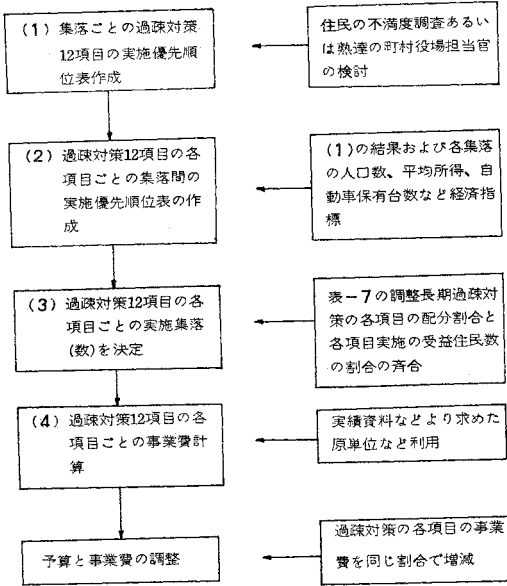 (1) 集落ごとの過疎対策
12項目の実施優先順
位表作成
住民の不満度調査あるい
は熟達の町村役場担当官
の検討
(2) 過疎対策12項目の各
項目ごとの集落間の
実施優先順位表の作
成
(1)の結果および各集落
の人口数、平均所得、自
動車保有台数など経済指
標
(3) 過疎対策12項目の各
項目ごとの実施集落
(数)を決定
表-7の調整長期過疎対
策の各項目の配分割合と
各項目実施の受益住民数
の割合の斉合
(4) 過疎対策12項目の各
項目ごとの事業費計
算
実績資料などより求めた
原単位など利用
予算と事業費の調整
過疎対策の各項目の事業
費を同じ割合で増減